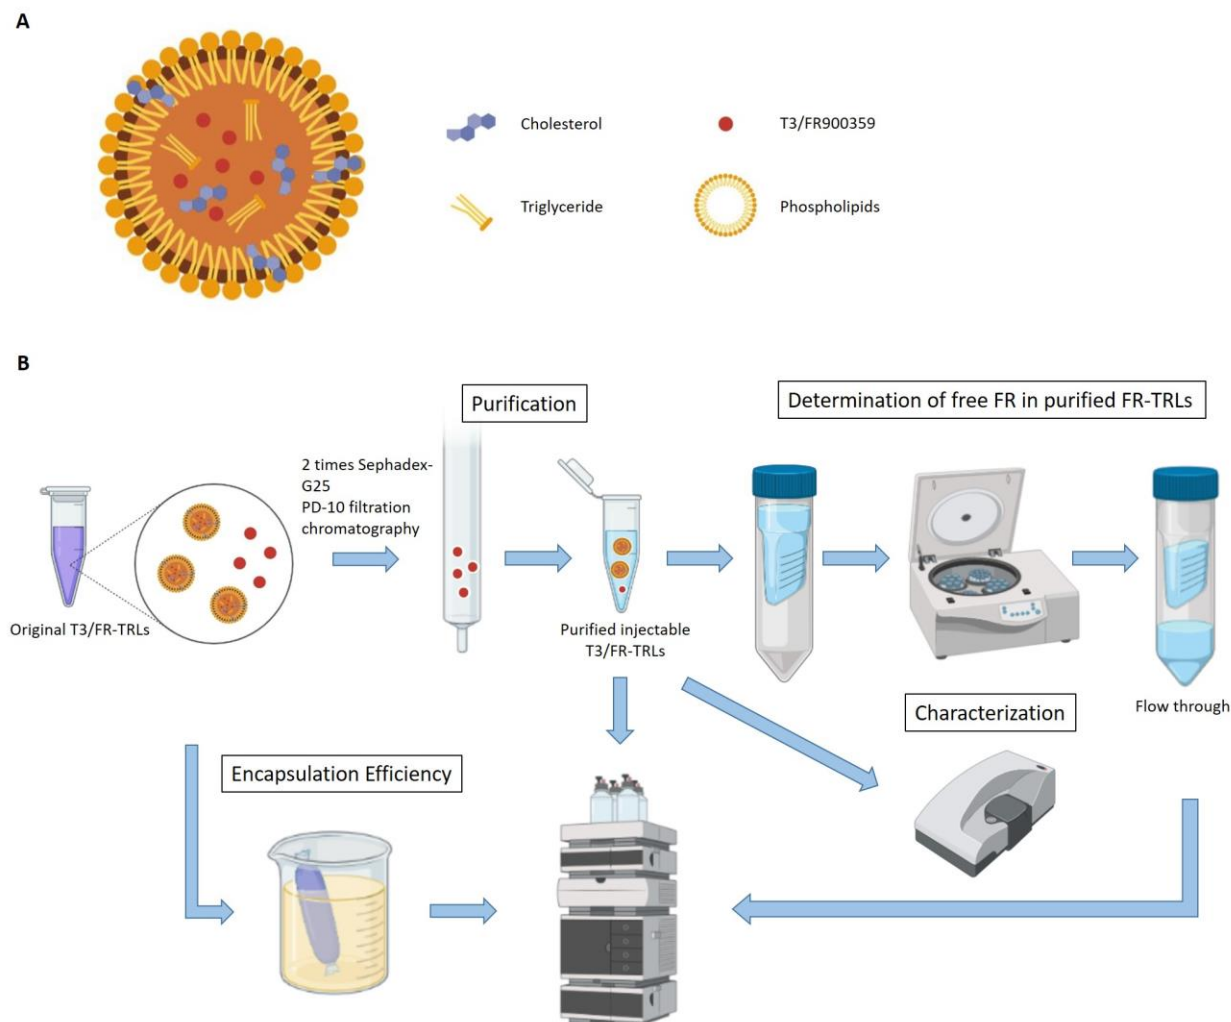 A
Cholesterol
T3/FR900359
Triglyceride
Phospholipids
B
Purification
Determination of free FR in purified FR-TRLs
2 times Sephadex-
G25
PD-10 filtration
chromatography
Original T3/FR-TRLs
Purified injectable
T3/FR-TRLs
Flow through
Characterization
Encapsulation Efficiency